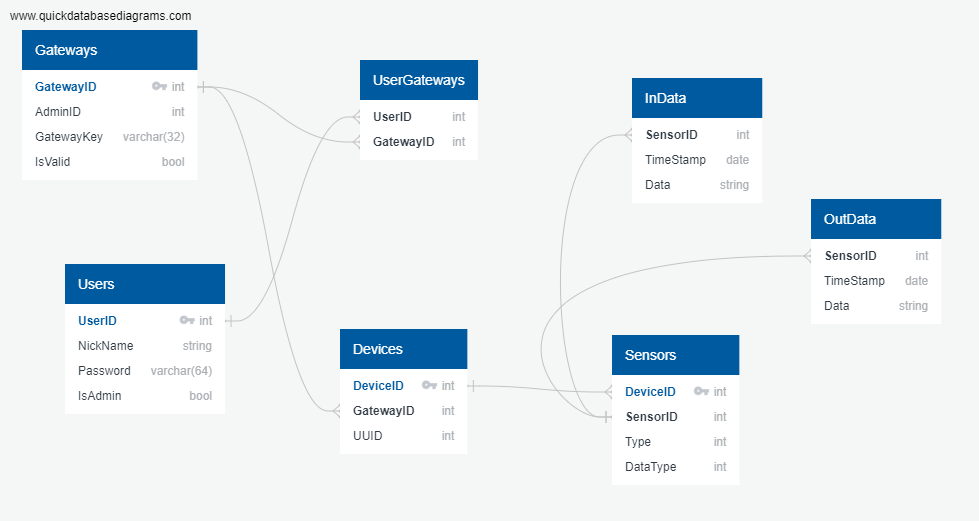 www.quickdatabasediagrams.com
Gateways
GatewayID int
AdminID int
GatewayKey varchar(32)
IsValid bool
UserGateways
UserID int
GatewayID int
InData
SensorID int
TimeStamp date
Data string
OutData
SensorID int
TimeStamp date
Data string
Users
UserID int
NickName string
Password varchar(64)
IsAdmin bool
Devices
DeviceID int
GatewayID int
UUID int
Sensors
DeviceID int
SensorID int
Type int
DataType int